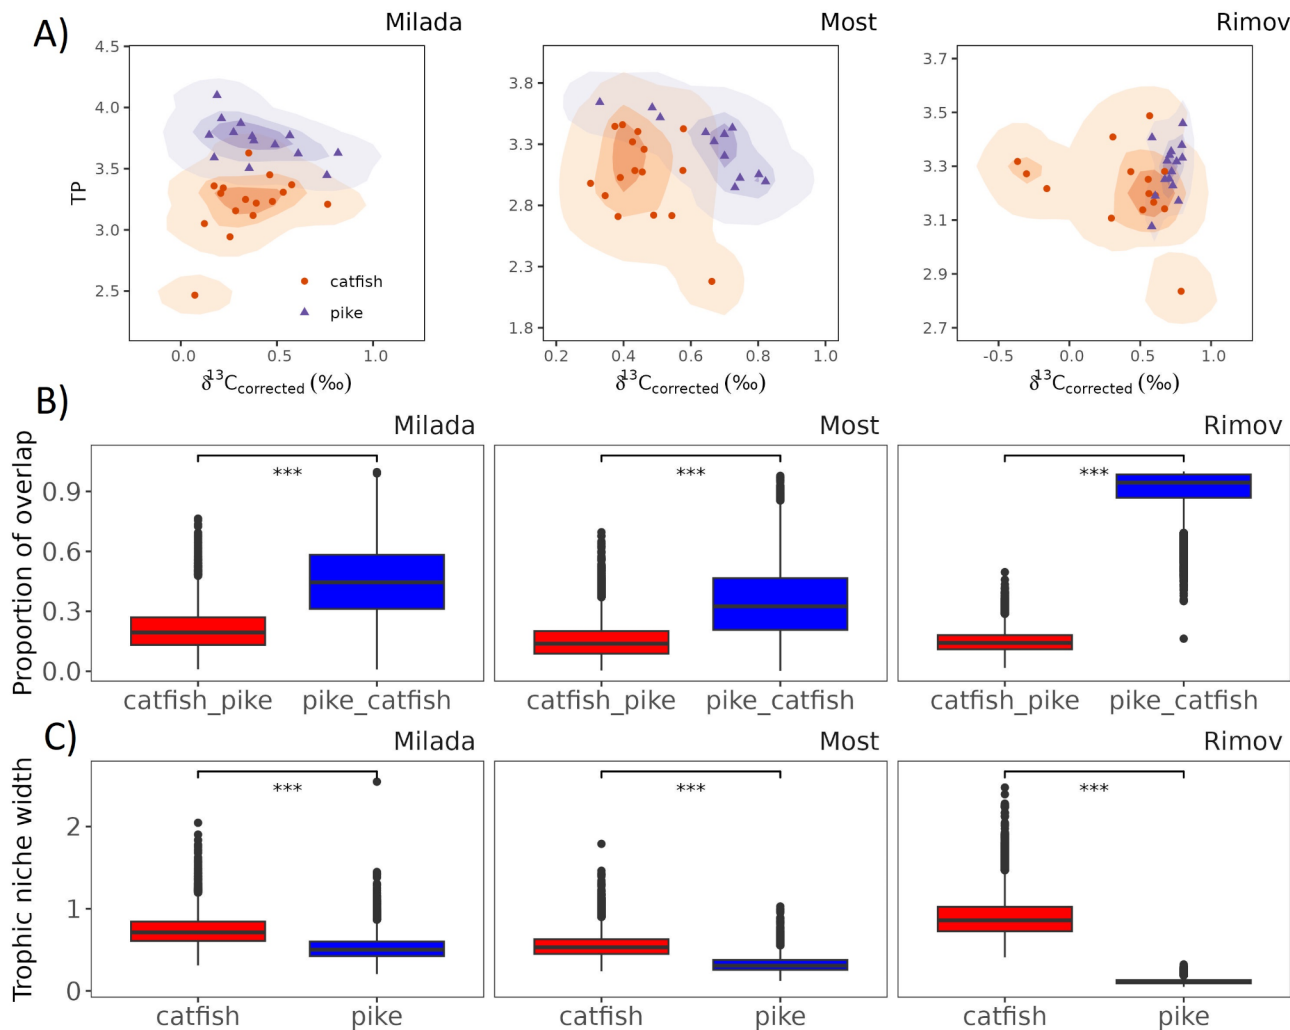 A)
Milada
Most
Rimov
TP
4.5
4.0
3.5
3.0
2.5
3.8
3.3
2.8
2.3
1.8
3.7
3.5
3.3
3.1
2.9
2.7
catfish
pike
0.0
0.5
1.0
0.2
0.4
0.6
0.8
1.0
-0.5
0.0
0.5
1.0
δ¹³Ccorrected (‰)
δ¹³Ccorrected (‰)
δ¹³Ccorrected (‰)
B)
Milada
Most
Rimov
Proportion of overlap
0.9
0.6
0.3
0.0
***
***
***
catfish_pike
pike_catfish
catfish_pike
pike_catfish
catfish_pike
pike_catfish
C)
Milada
Most
Rimov
Trophic niche width
2
1
0
***
***
***
catfish
pike
catfish
pike
catfish
pike